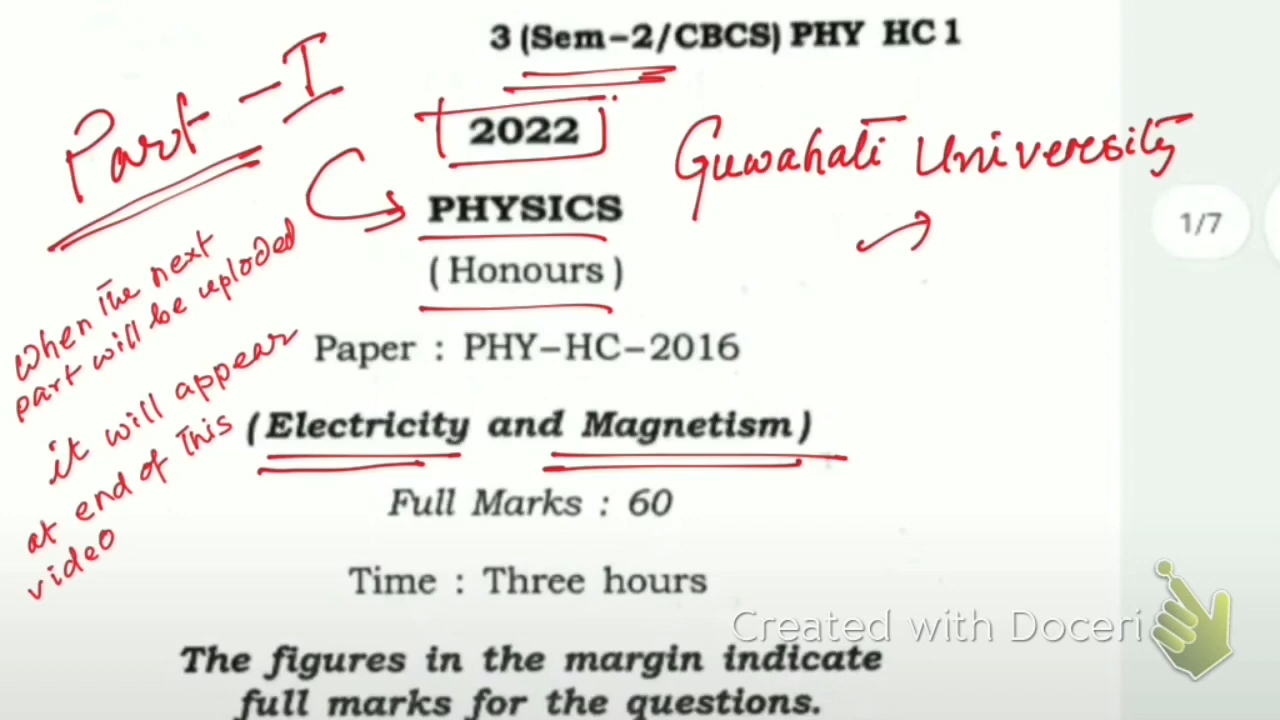 3 (Sem-2/CBCS) PHY HC 1
Part - I
2022
Guwahati University
PHYSICS
1/7
(Honours)
When the next
part will be uploded
Paper : PHY-HC-2016
it will appear
at end of this
video
(Electricity and Magnetism)
Full Marks : 60
Time : Three hours
Created with Doceri
The figures in the margin indicate
full marks for the questions.